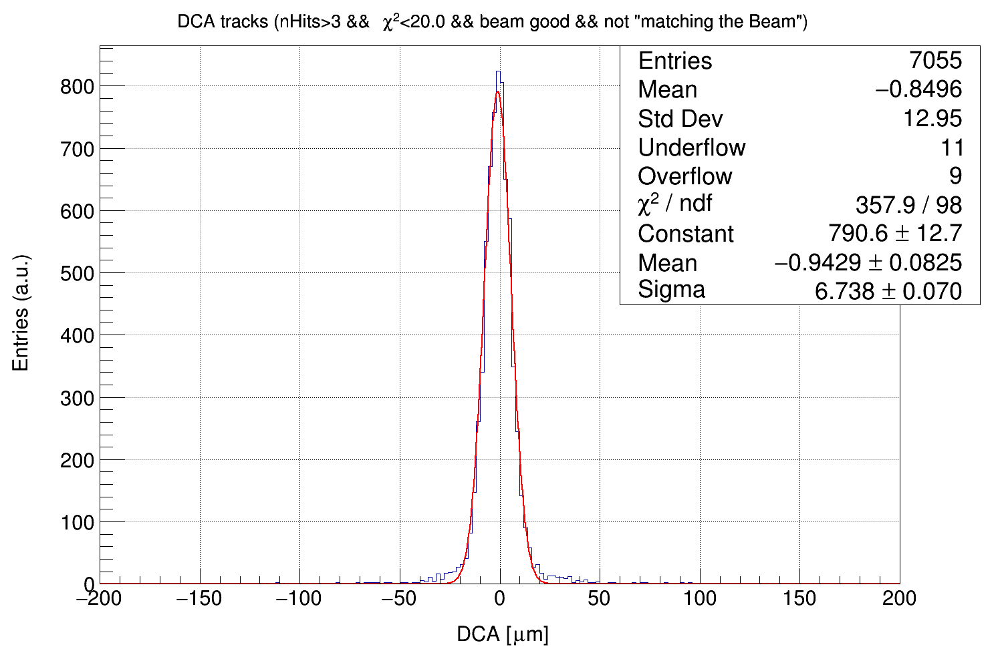 DCA tracks (nHits>3 && χ²<20.0 && beam good && not "matching the Beam")
Entries 7055
Mean −0.8496
Std Dev 12.95
Underflow 11
Overflow 9
χ² / ndf 357.9 / 98
Constant 790.6 ± 12.7
Mean −0.9429 ± 0.0825
Sigma 6.738 ± 0.070
Entries (a.u.)
800
700
600
500
400
300
200
100
0
−200 −150 −100 −50 0 50 100 150 200
DCA [μm]